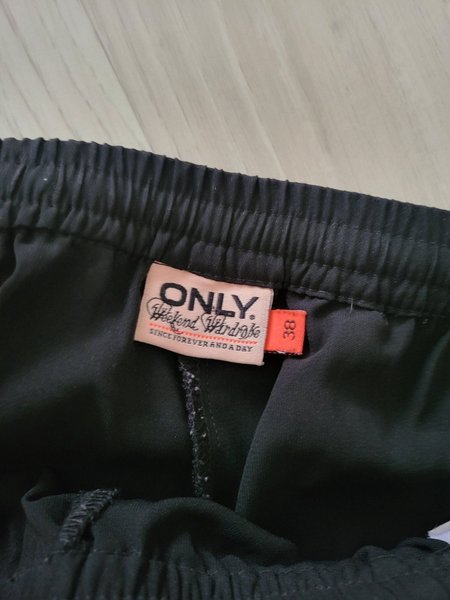 ONLY®
Weekend Wardrobe
SINCE FOREVER AND A DAY
38